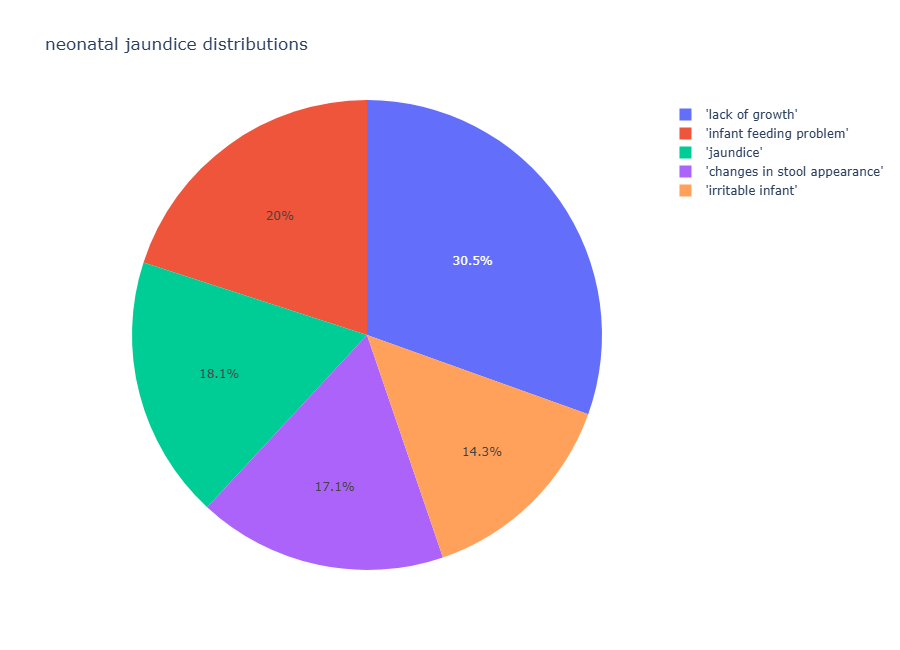 neonatal jaundice distributions
'lack of growth'
'infant feeding problem'
'jaundice'
'changes in stool appearance'
'irritable infant'
20%
30.5%
18.1%
14.3%
17.1%